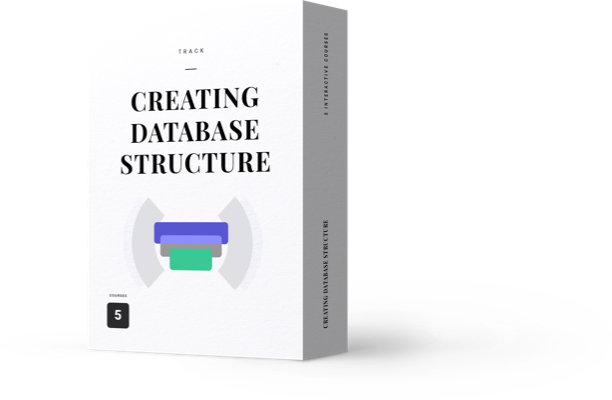 TRACK
CREATING
DATABASE
STRUCTURE
COURSES
5
5 INTERACTIVE COURSES
CREATING DATABASE STRUCTURE